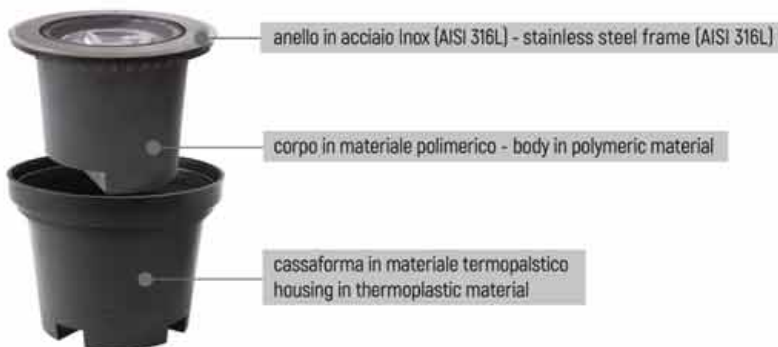 anello in acciaio Inox (AISI 316L) - stainless steel frame (AISI 316L)
corpo in materiale polimerico - body in polymeric material
cassaforma in materiale termopalstico
housing in thermoplastic material